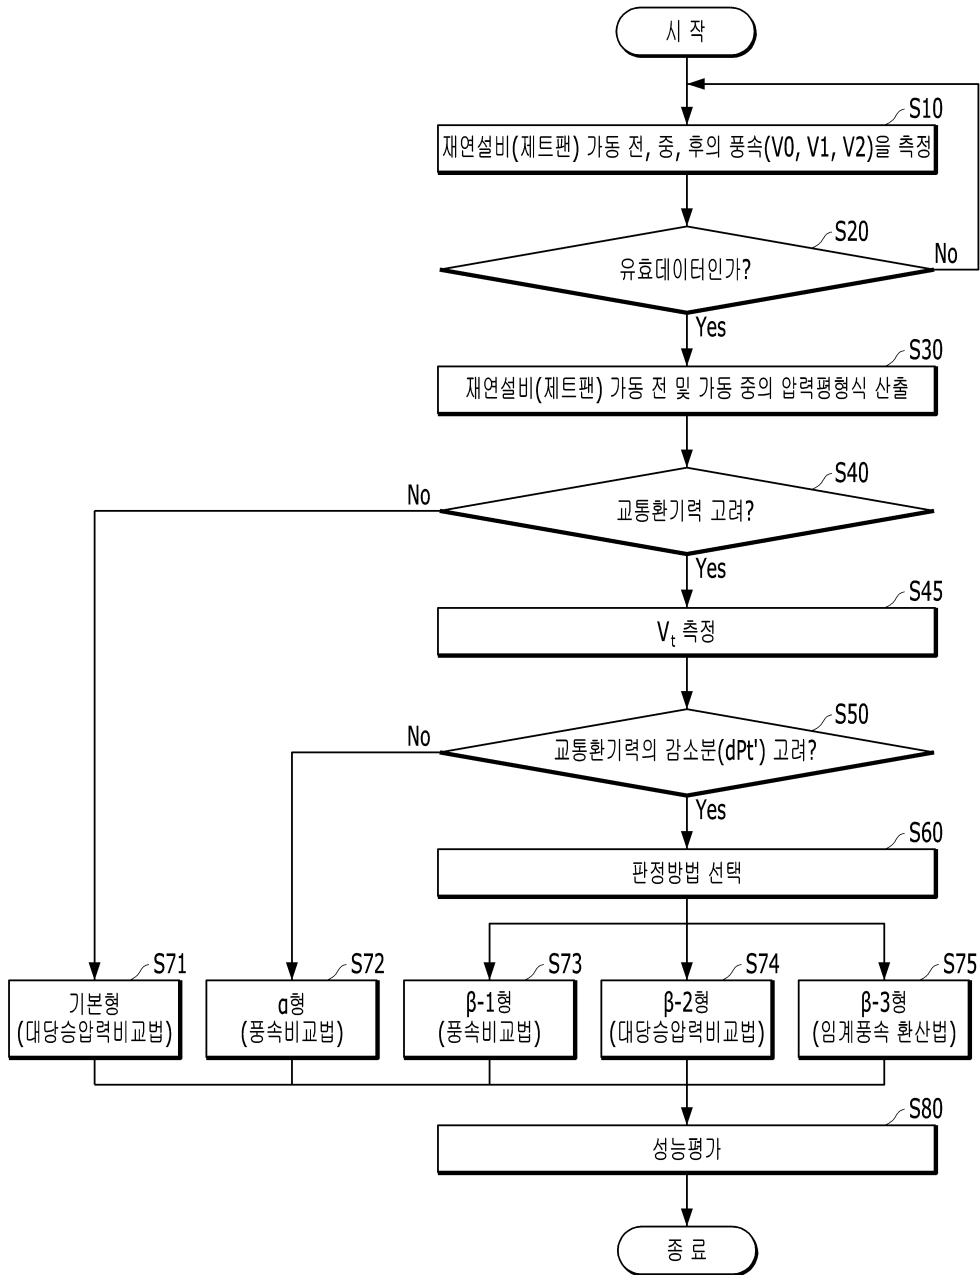 시 작
S10
재연설비(제트팬) 가동 전, 중, 후의 풍속(V0, V1, V2)을 측정
S20
유효데이터인가?
No
Yes
S30
재연설비(제트팬) 가동 전 및 가동 중의 압력평형식 산출
S40
교통환기력 고려?
No
Yes
S45
Vt 측정
S50
교통환기력의 감소분(dPt') 고려?
No
Yes
S60
판정방법 선택
S71
기본형
(대당승압력비교법)
S72
α형
(풍속비교법)
S73
β-1형
(풍속비교법)
S74
β-2형
(대당승압력비교법)
S75
β-3형
(임계풍속 환산법)
S80
성능평가
종 료